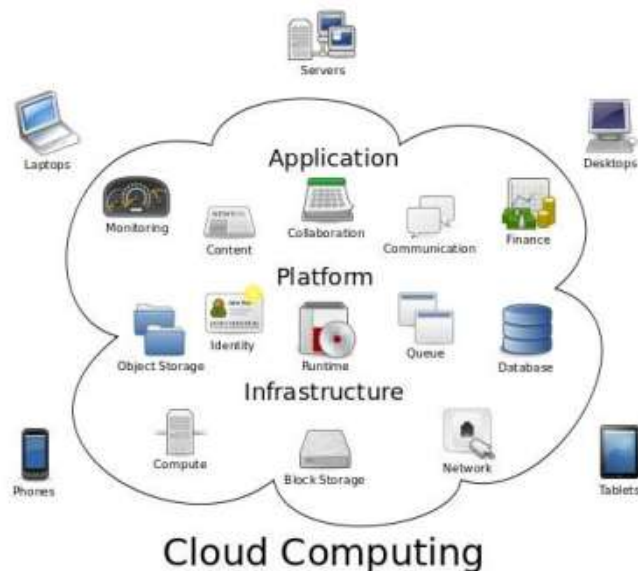 Servers
Laptops
Desktops
Application
Monitoring
Content
Collaboration
Communication
Finance
Platform
Object Storage
Identity
Runtime
Queue
Database
Infrastructure
Compute
Block Storage
Network
Phones
Tablets
Cloud Computing